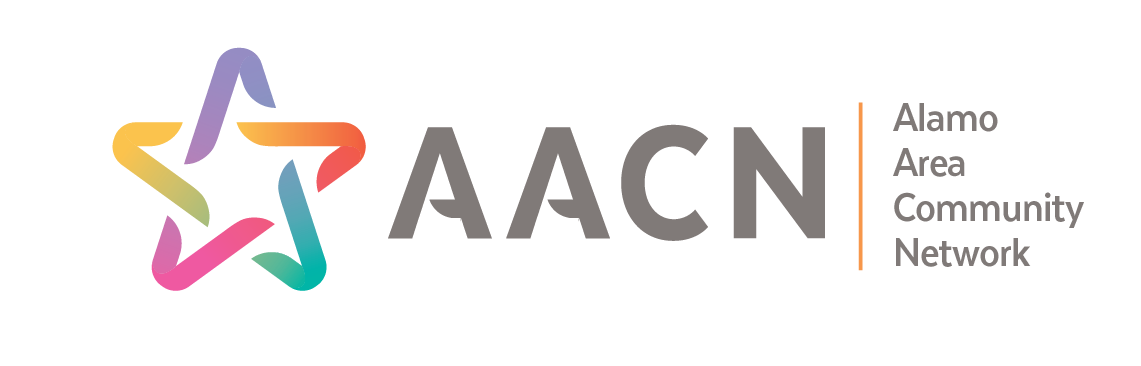 AACN
Alamo
Area
Community
Network